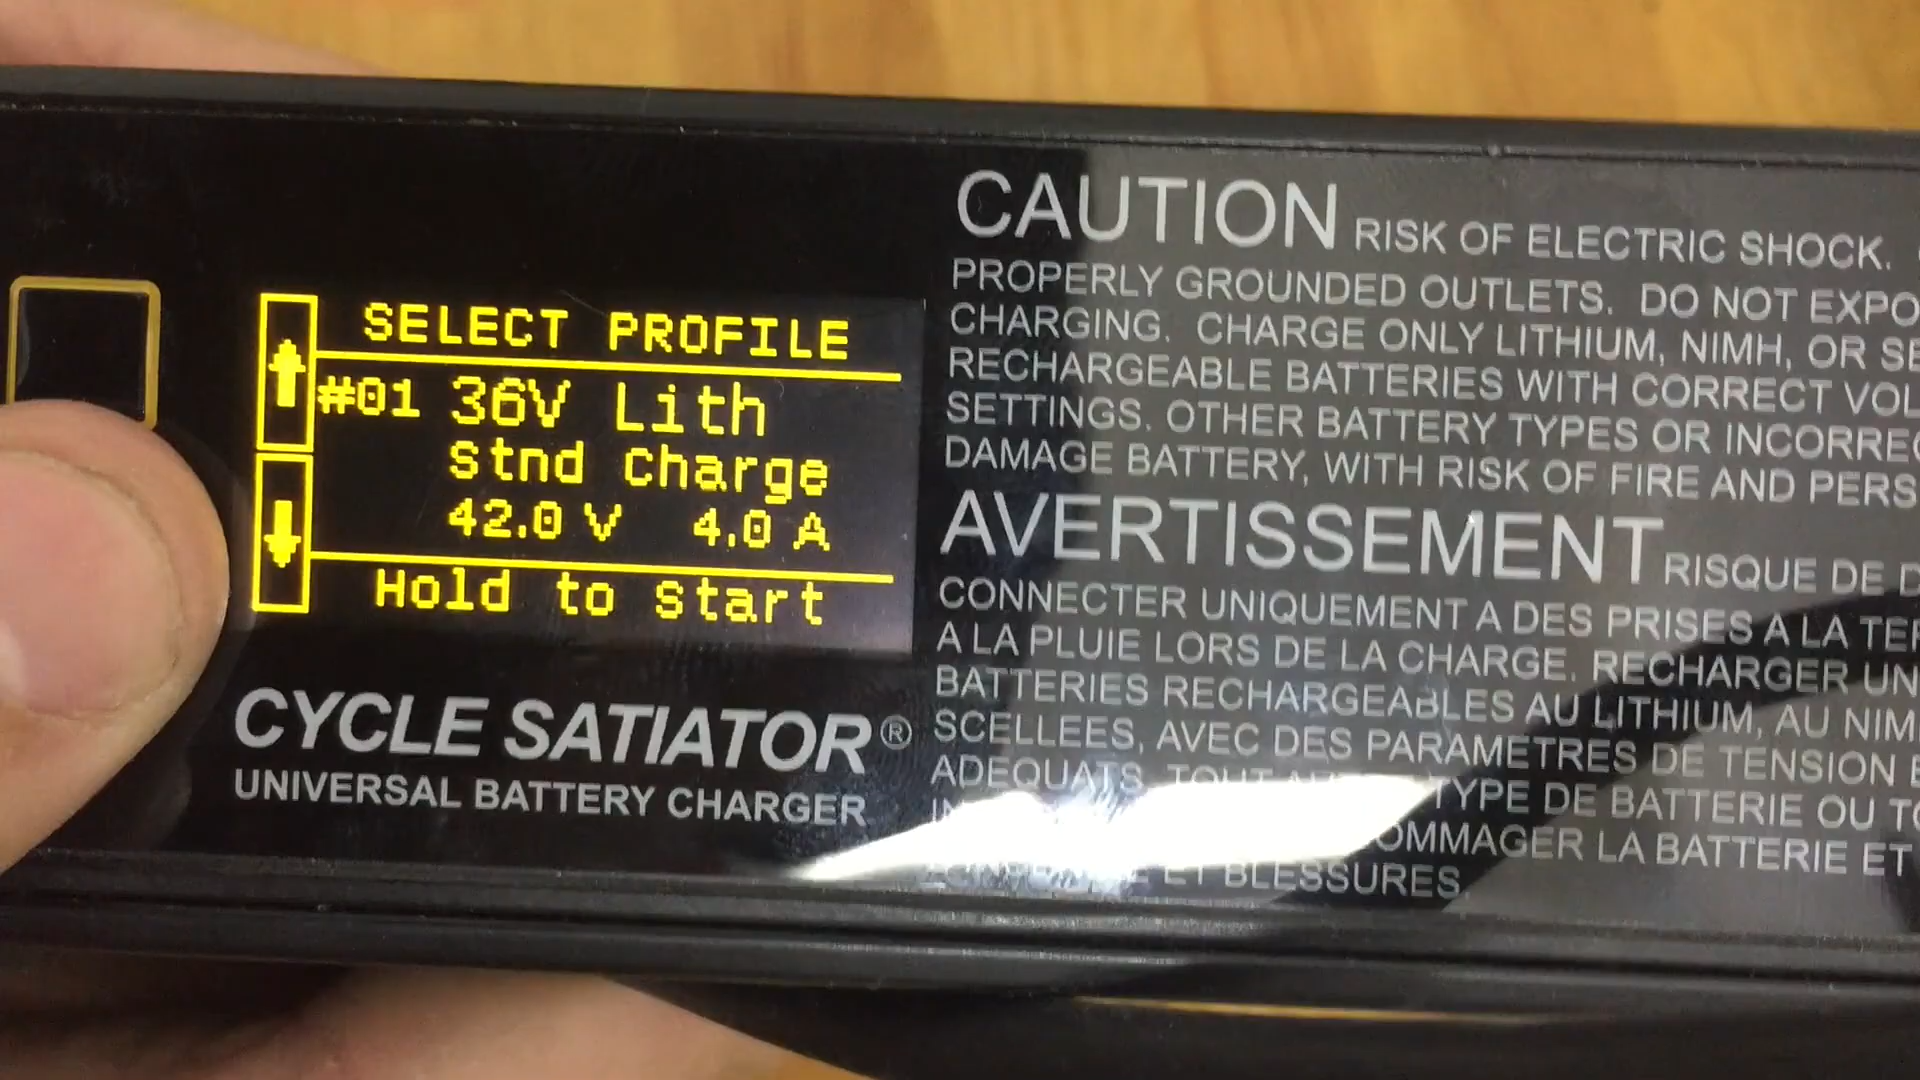 SELECT PROFILE
#01 36V Lith
Stnd Charge
42.0 V 4.0 A
Hold to Start
CYCLE SATIATOR®
UNIVERSAL BATTERY CHARGER
CAUTION RISK OF ELECTRIC SHOCK.
PROPERLY GROUNDED OUTLETS. DO NOT EXPO
CHARGING. CHARGE ONLY LITHIUM, NIMH, OR SE
RECHARGEABLE BATTERIES WITH CORRECT VOL
SETTINGS. OTHER BATTERY TYPES OR INCORREC
DAMAGE BATTERY, WITH RISK OF FIRE AND PERS
AVERTISSEMENT RISQUE DE D
CONNECTER UNIQUEMENT A DES PRISES A LA TER
A LA PLUIE LORS DE LA CHARGE. RECHARGER UN
BATTERIES RECHARGEABLES AU LITHIUM, AU NIM
SCELLEES, AVEC DES PARAMETRES DE TENSION E
ADEQUATS. TOUT TYPE DE BATTERIE OU TO
OMMAGER LA BATTERIE ET
ET BLESSURES.